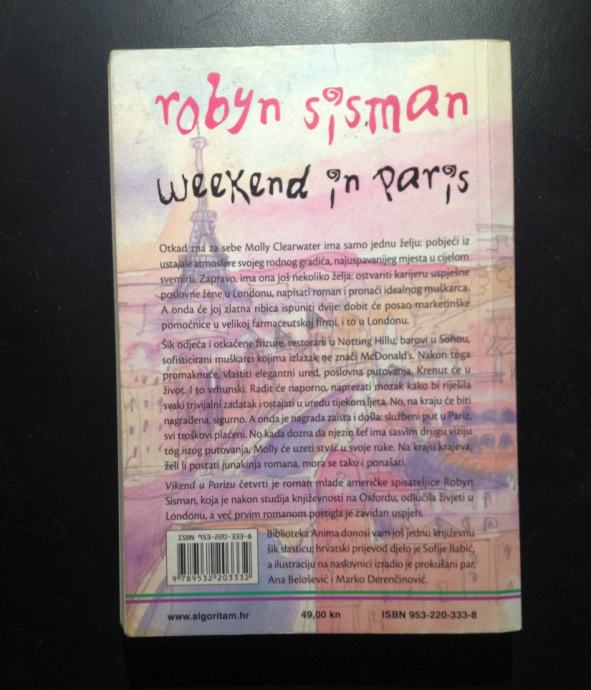 robyn sisman
weekend in paris
Otkad zna za sebe Molly Clearwater ima samo jednu želju: pobjeći iz
ustajale atmosfere svojeg rodnog gradića, najuspavanijeg mjesta u cijelom
svemiru. Zapravo, ima ona još nekoliko želja: ostvariti karijeru uspješne
poslovne žene u Londonu, napisati roman i pronaći idealnog muškarca.
A onda će joj zlatna ribica ispuniti dvije: dobit će posao marketinške
pomoćnice u velikoj farmaceutskoj firmi, i to u Londonu.
Šik odjeća i otkačene frizure, restorani u Notting Hillu, barovi u Sohou,
sofisticirani muškarci kojima izlazak ne znači McDonald's. Nakon toga
promaknuće, vlastiti elegantni ured, poslovna putovanja. Krenut će u
život. I to vrhunski. Radit će naporno, naprezati mozak kako bi riješila
svaki trivijalni zadatak i ostajati u uredu tijekom ljeta. No, na kraju će biti
nagrađena, sigurno. A onda je nagrada zaista i došla: službeni put u Pariz,
svi troškovi plaćeni. No kada dozna da njezin šef ima sasvim drugu viziju
tog istog putovanja, Molly će uzeti stvar u svoje ruke. Na kraju krajeva,
želi li postati junakinja romana, mora se tako i ponašati.
Vikend u Parizu četvrti je roman mlade američke spisateljice Robyn
Sisman, koja je nakon studija književnosti na Oxfordu, odlučila živjeti u
Londonu, a već prvim romanom postigla je zavidan uspjeh.
Biblioteka Anima donosi vam još jednu književnu
šik slasticu; hrvatski prijevod djelo je Sofije Babić,
a ilustraciju na naslovnici izradio je prokušani par,
Ana Belošević i Marko Derenčinović.
ISBN 953-220-333-8
9 789532 203332
www.algoritam.hr 49,00 kn ISBN 953-220-333-8